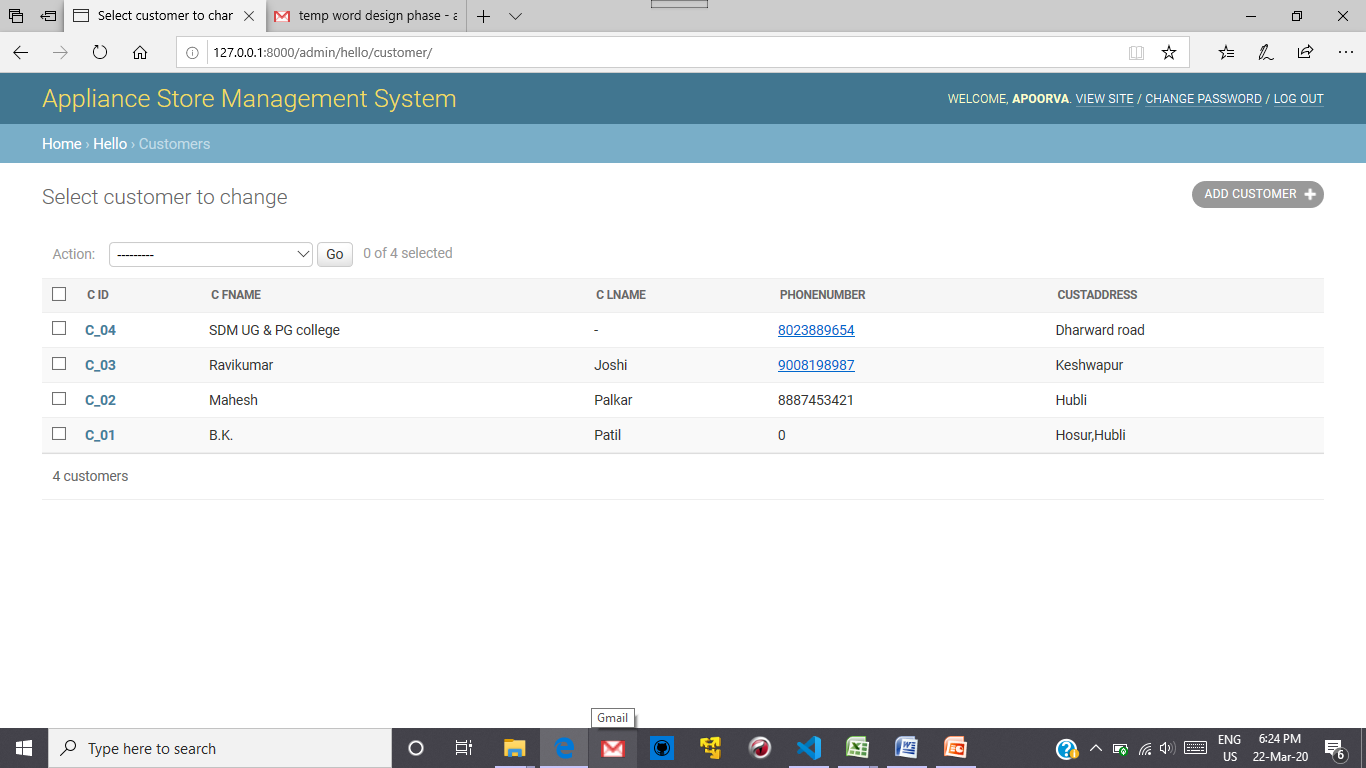 Select customer to char
temp word design phase - a
127.0.0.1:8000/admin/hello/customer/
Appliance Store Management System
WELCOME, APOORVA. VIEW SITE / CHANGE PASSWORD / LOG OUT
Home › Hello › Customers
Select customer to change
ADD CUSTOMER
Action: --------- Go 0 of 4 selected
C ID C FNAME C LNAME PHONENUMBER CUSTADDRESS
C_04 SDM UG & PG college - 8023889654 Dharward road
C_03 Ravikumar Joshi 9008198987 Keshwapur
C_02 Mahesh Palkar 8887453421 Hubli
C_01 B.K. Patil 0 Hosur,Hubli
4 customers
Gmail
Type here to search
ENG
US
6:24 PM
22-Mar-20
6